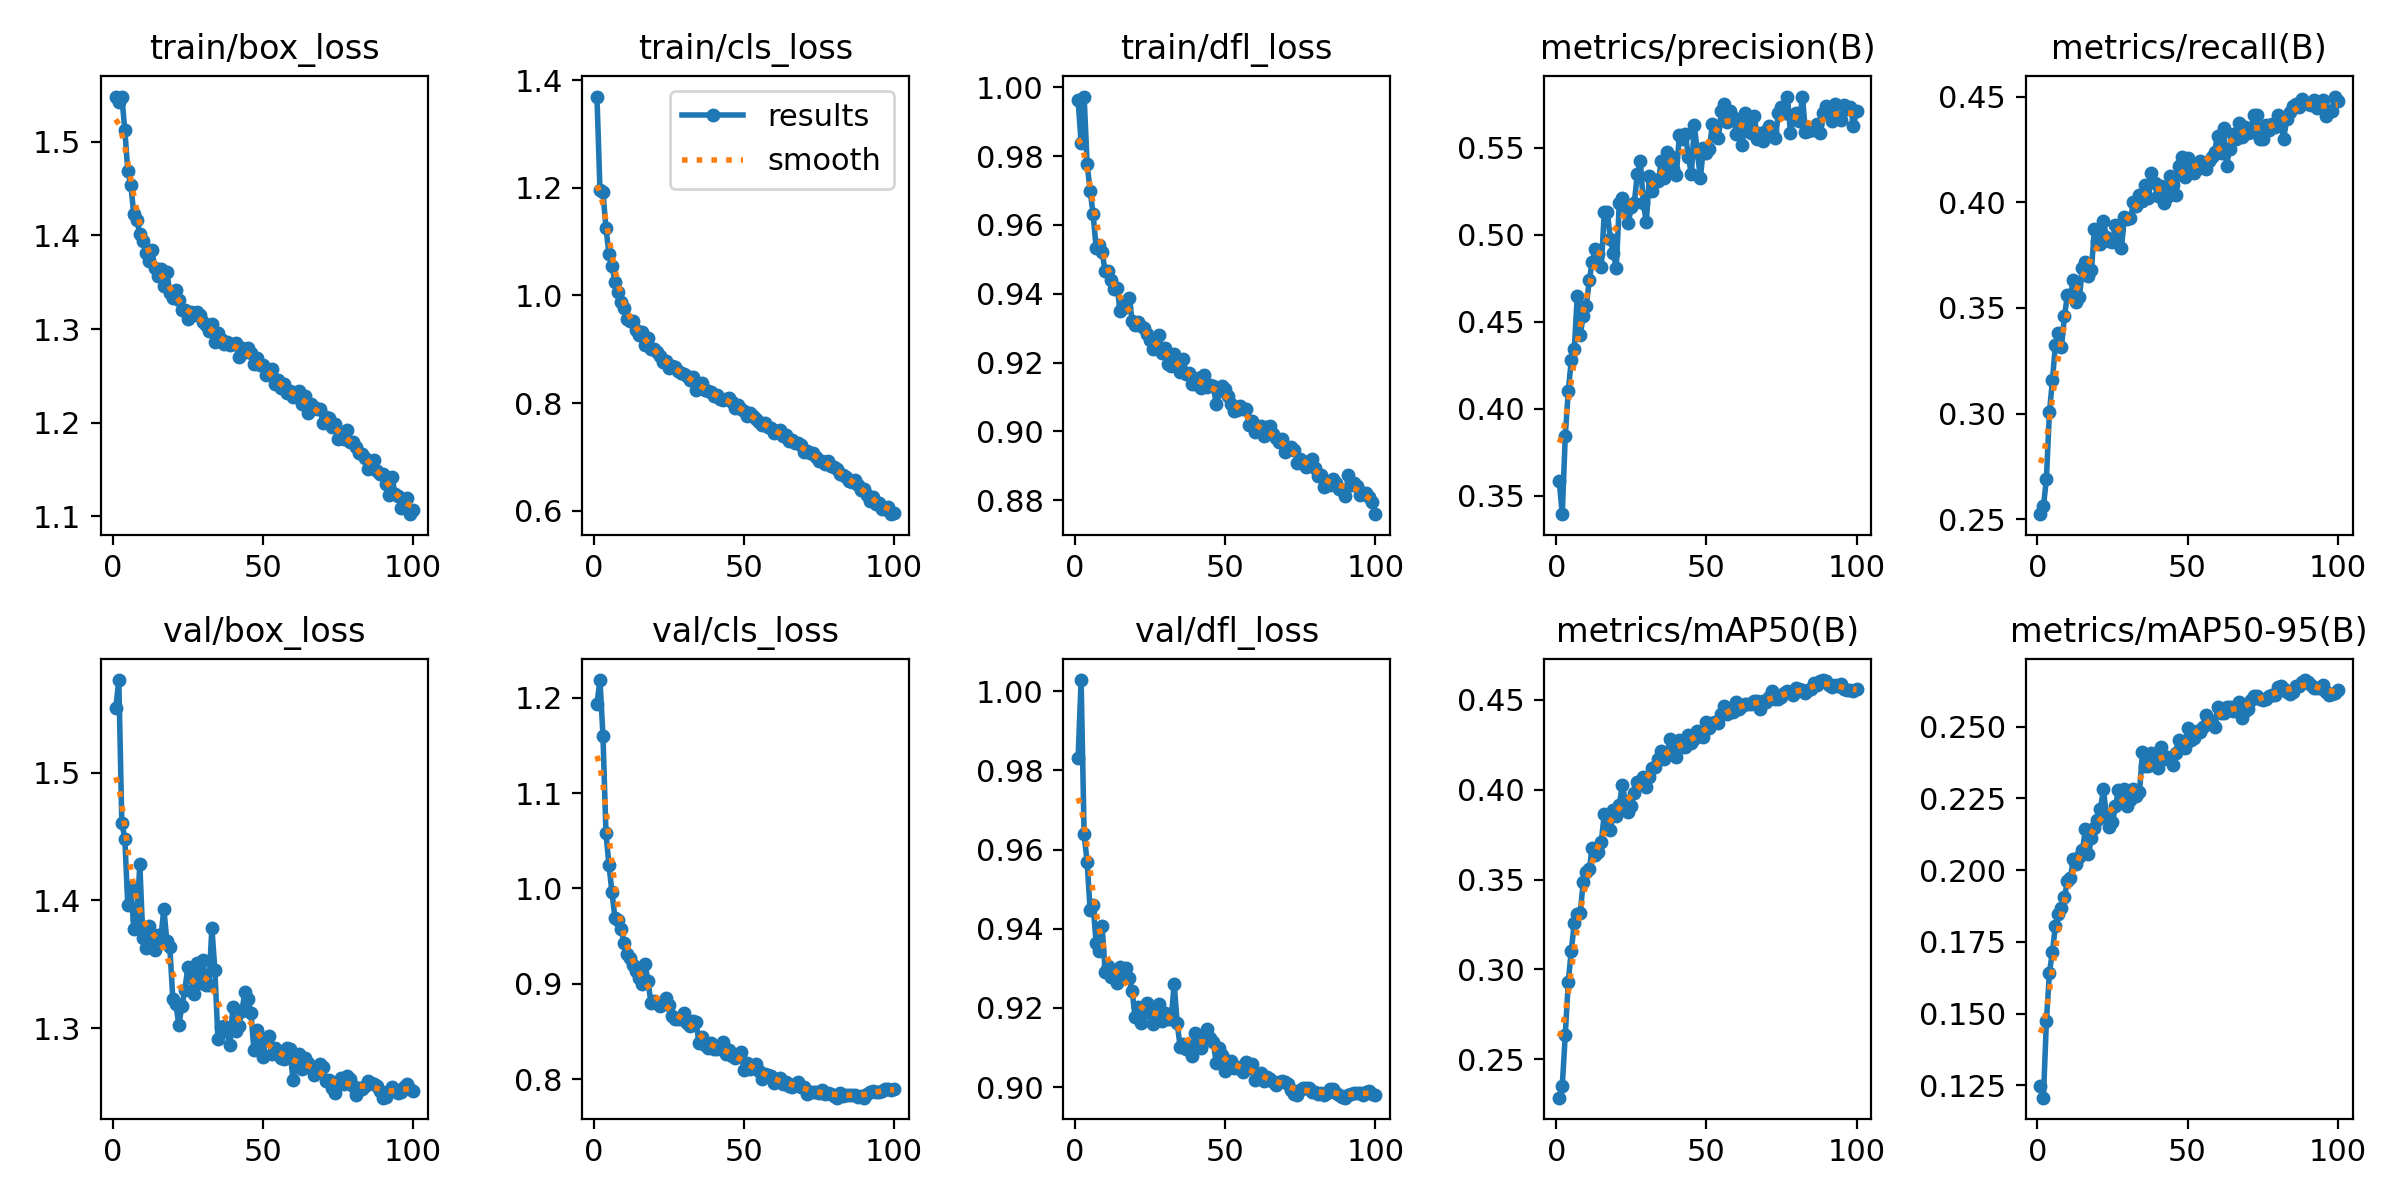 train/box_loss
1.5
1.4
1.3
1.2
1.1
0 50 100
train/cls_loss
results
smooth
1.4
1.2
1.0
0.8
0.6
0 50 100
train/dfl_loss
1.00
0.98
0.96
0.94
0.92
0.90
0.88
0 50 100
metrics/precision(B)
0.55
0.50
0.45
0.40
0.35
0 50 100
metrics/recall(B)
0.45
0.40
0.35
0.30
0.25
0 50 100
val/box_loss
1.5
1.4
1.3
0 50 100
val/cls_loss
1.2
1.1
1.0
0.9
0.8
0 50 100
val/dfl_loss
1.00
0.98
0.96
0.94
0.92
0.90
0 50 100
metrics/mAP50(B)
0.45
0.40
0.35
0.30
0.25
0 50 100
metrics/mAP50-95(B)
0.250
0.225
0.200
0.175
0.150
0.125
0 50 100